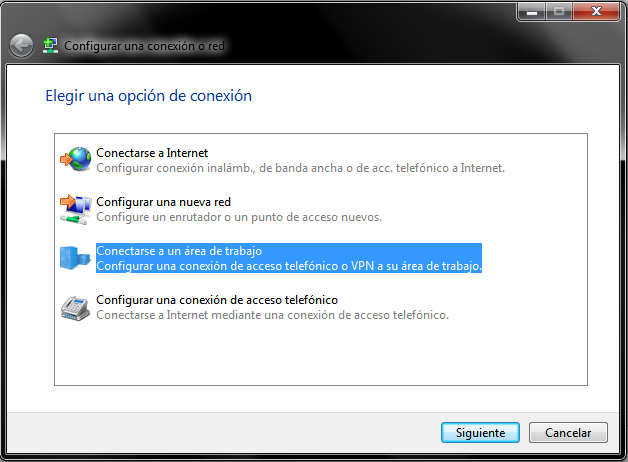 Configurar una conexión o red
Elegir una opción de conexión
Conectarse a Internet
Configurar conexión inalámb., de banda ancha o de acc. telefónico a Internet.
Configurar una nueva red
Configure un enrutador o un punto de acceso nuevos.
Conectarse a un área de trabajo
Configurar una conexión de acceso telefónico o VPN a su área de trabajo.
Configurar una conexión de acceso telefónico
Conectarse a Internet mediante una conexión de acceso telefónico.
Siguiente
Cancelar